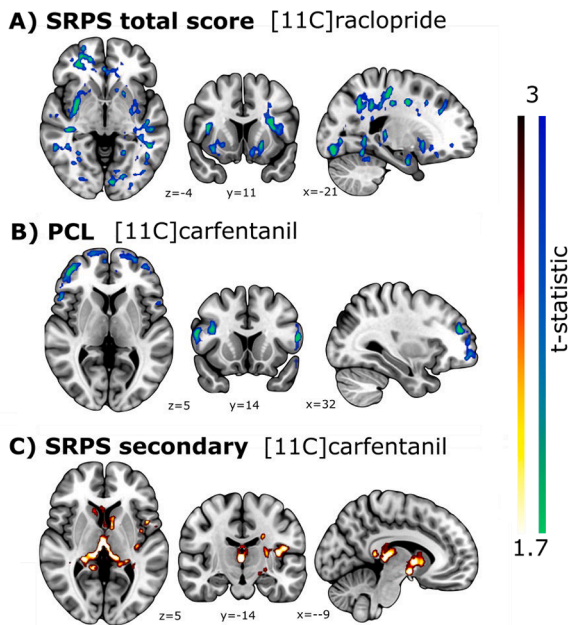 A) SRPS total score [11C]raclopride
z=-4 y=11 x=-21
B) PCL [11C]carfentanil
z=5 y=14 x=32
C) SRPS secondary [11C]carfentanil
z=5 y=-14 x=--9
3
t-statistic
1.7